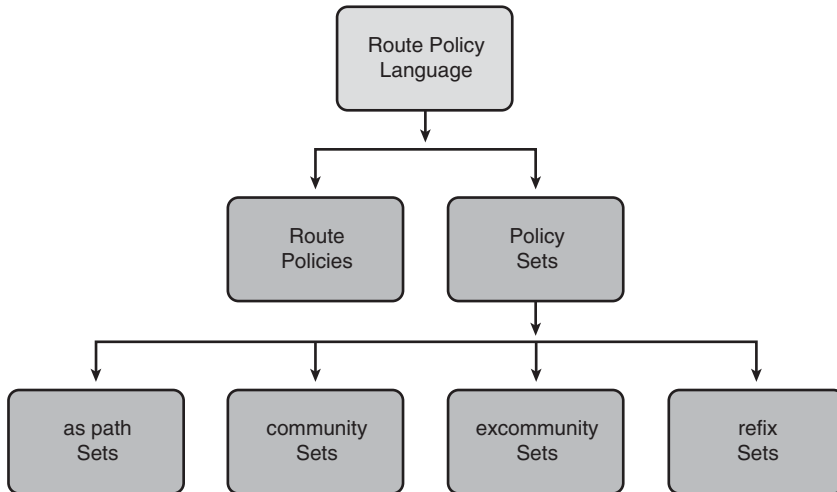 Route Policy
Language
Route
Policies
Policy
Sets
as path
Sets
community
Sets
excommunity
Sets
refix
Sets